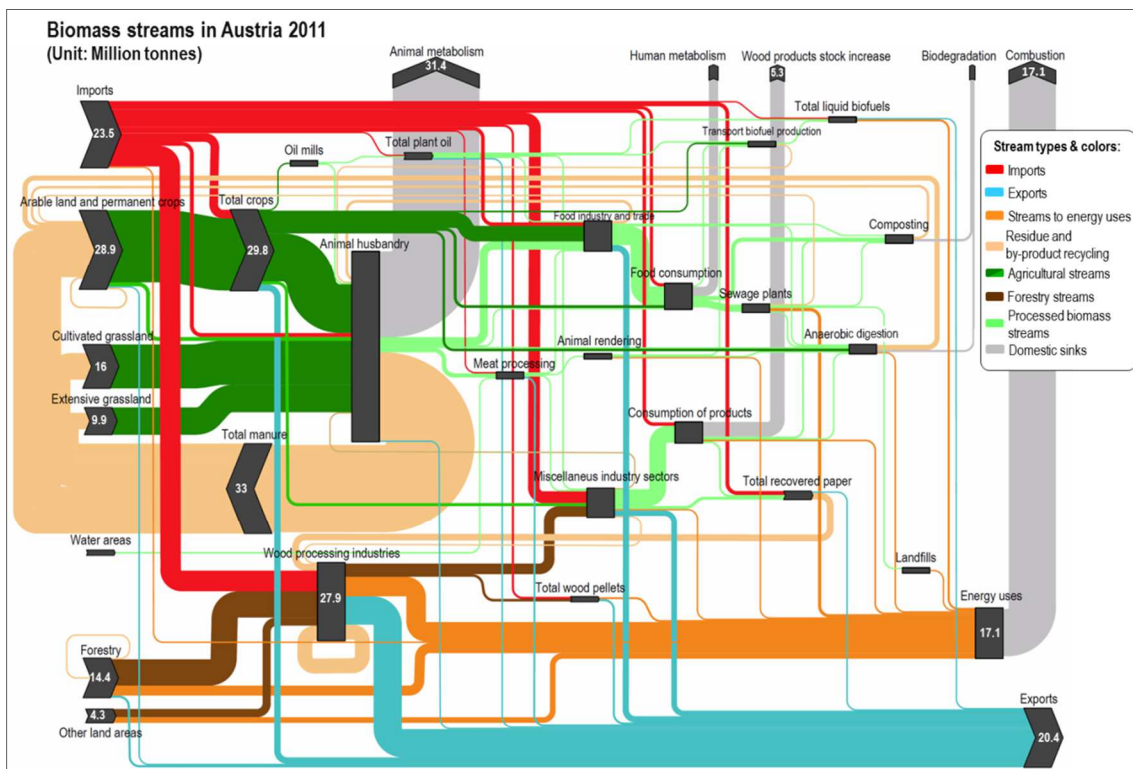 Biomass streams in Austria 2011
(Unit: Million tonnes)
Animal metabolism
31.4
Human metabolism
Wood products stock increase
5.3
Biodegradation
Combustion
17.1
Imports
23.5
Total liquid biofuels
Transport biofuel production
Oil mills
Total plant oil
Stream types & colors:
Imports
Exports
Streams to energy uses
Residue and
by-product recycling
Agricultural streams
Forestry streams
Processed biomass
streams
Domestic sinks
Arable land and permanent crops
28.9
Total crops
29.8
Animal husbandry
Food industry and trade
Composting
Food consumption
Sewage plants
Cultivated grassland
16
Animal rendering
Anaerobic digestion
Meat processing
Extensive grassland
9.9
Total manure
33
Consumption of products
Miscellaneus industry sectors
Total recovered paper
Water areas
Wood processing industries
27.9
Total wood pellets
Landfills
Energy uses
17.1
Forestry
14.4
4.3
Other land areas
Exports
20.4